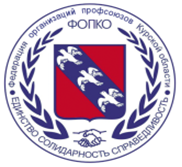 Федерация организаций профсоюзов Курской области
ФОПКО
ЕДИНСТВО СОЛИДАРНОСТЬ СПРАВЕДЛИВОСТЬ